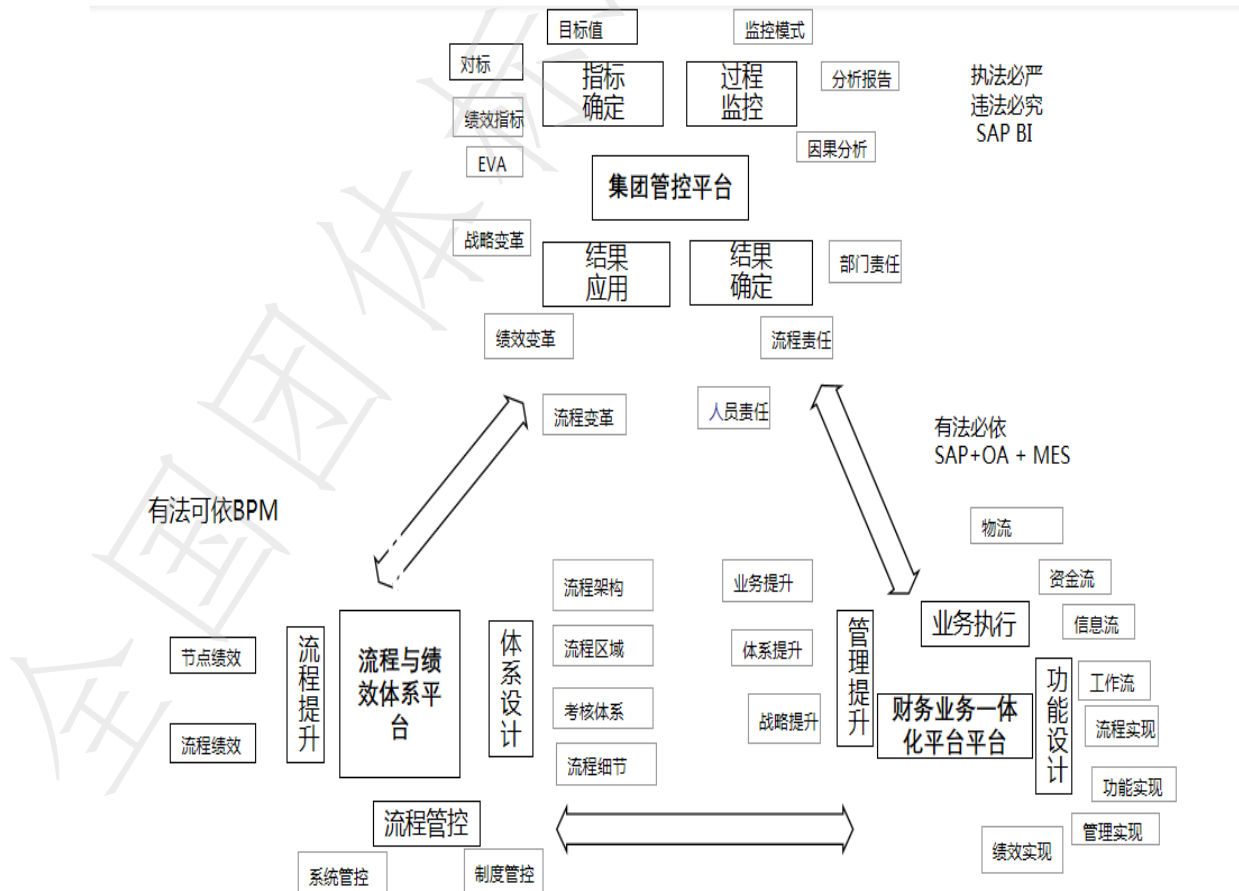 目标值
监控模式
对标
指标
确定
过程
监控
分析报告
执法必严
违法必究
SAP BI
绩效指标
因果分析
EVA
集团管控平台
战略变革
结果
应用
结果
确定
部门责任
绩效变革
流程责任
流程变革
人员责任
有法必依
SAP+OA + MES
有法可依BPM
物流
流程架构
业务提升
资金流
业务执行
信息流
节点绩效
流程提升
流程与绩
效体系平
台
体系设计
流程区域
体系提升
管理提升
功能设计
工作流
考核体系
战略提升
财务业务一体
化平台平台
流程实现
流程绩效
流程细节
功能实现
流程管控
管理实现
绩效实现
系统管控
制度管控
全国团体标